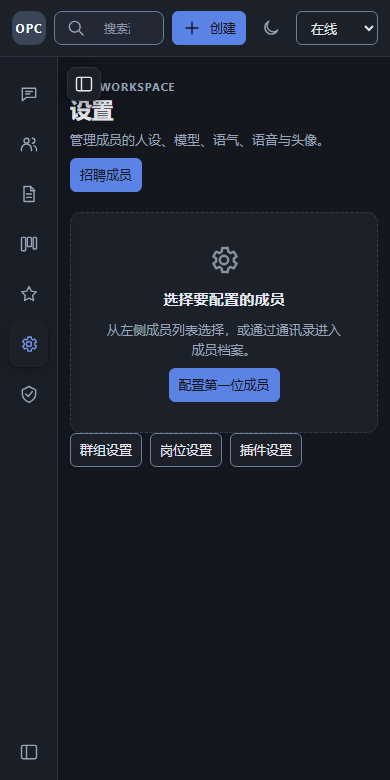 OPC
搜索
创建
在线
WORKSPACE
设置
管理成员的人设、模型、语气、语音与头像。
招聘成员
选择要配置的成员
从左侧成员列表选择，或通过通讯录进入
成员档案。
配置第一位成员
群组设置
岗位设置
插件设置